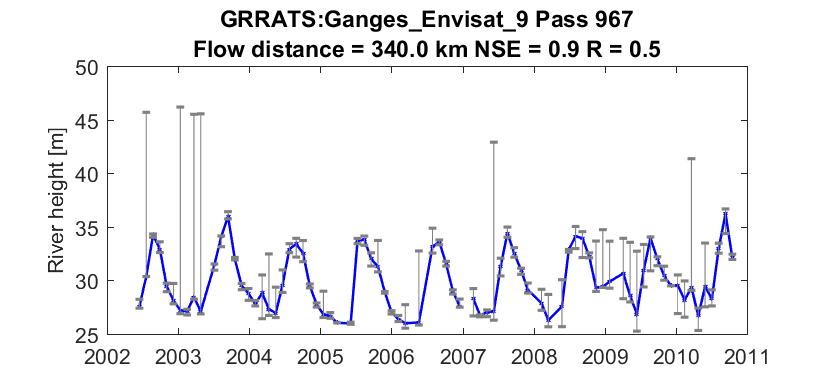 GRRATS:Ganges_Envisat_9 Pass 967
Flow distance = 340.0 km NSE = 0.9 R = 0.5
50
45
40
35
30
25
River height [m]
2002 2003 2004 2005 2006 2007 2008 2009 2010 2011